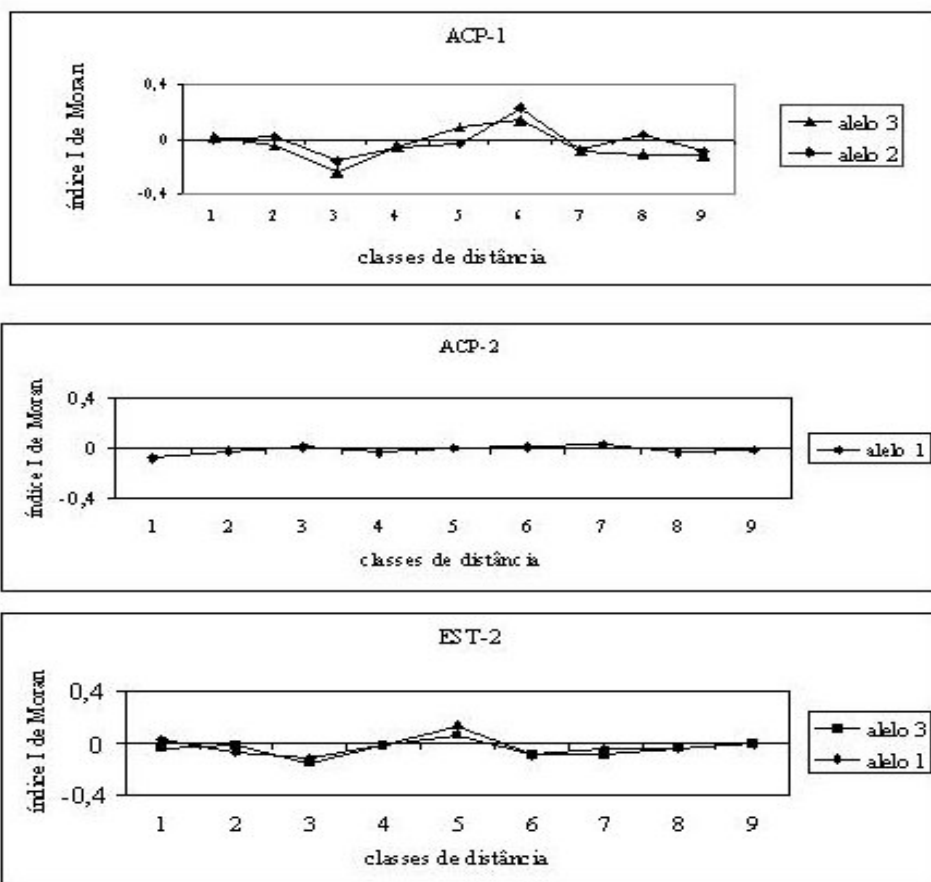 ACP-1
índice I de Moran
0,4
0
-0,4
1 2 3 4 5 6 7 8 9
classes de distância
alelo 3
alelo 2
ACP-2
índice I de Moran
0,4
0
-0,4
1 2 3 4 5 6 7 8 9
classes de distância
alelo 1
EST-2
índice I de Moran
0,4
0
-0,4
1 2 3 4 5 6 7 8 9
classes de distância
alelo 3
alelo 1